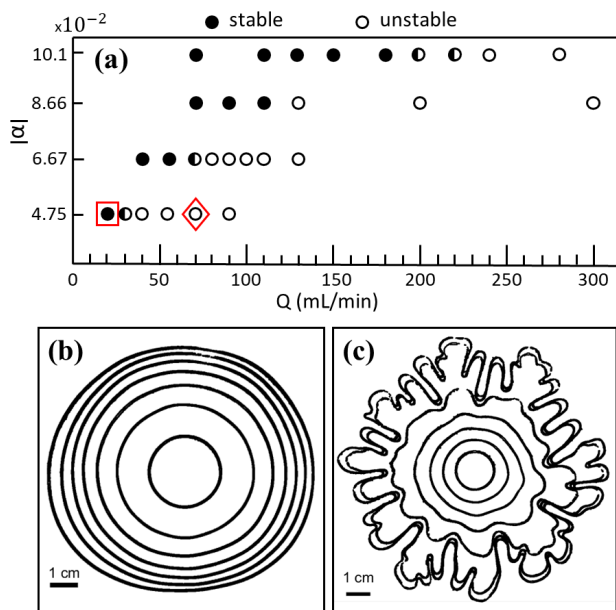 x10⁻² ● stable ○ unstable
(a)
10.1
8.66
6.67
4.75
|α|
0 50 100 150 200 250 300
Q (mL/min)
(b) (c)
1 cm 1 cm